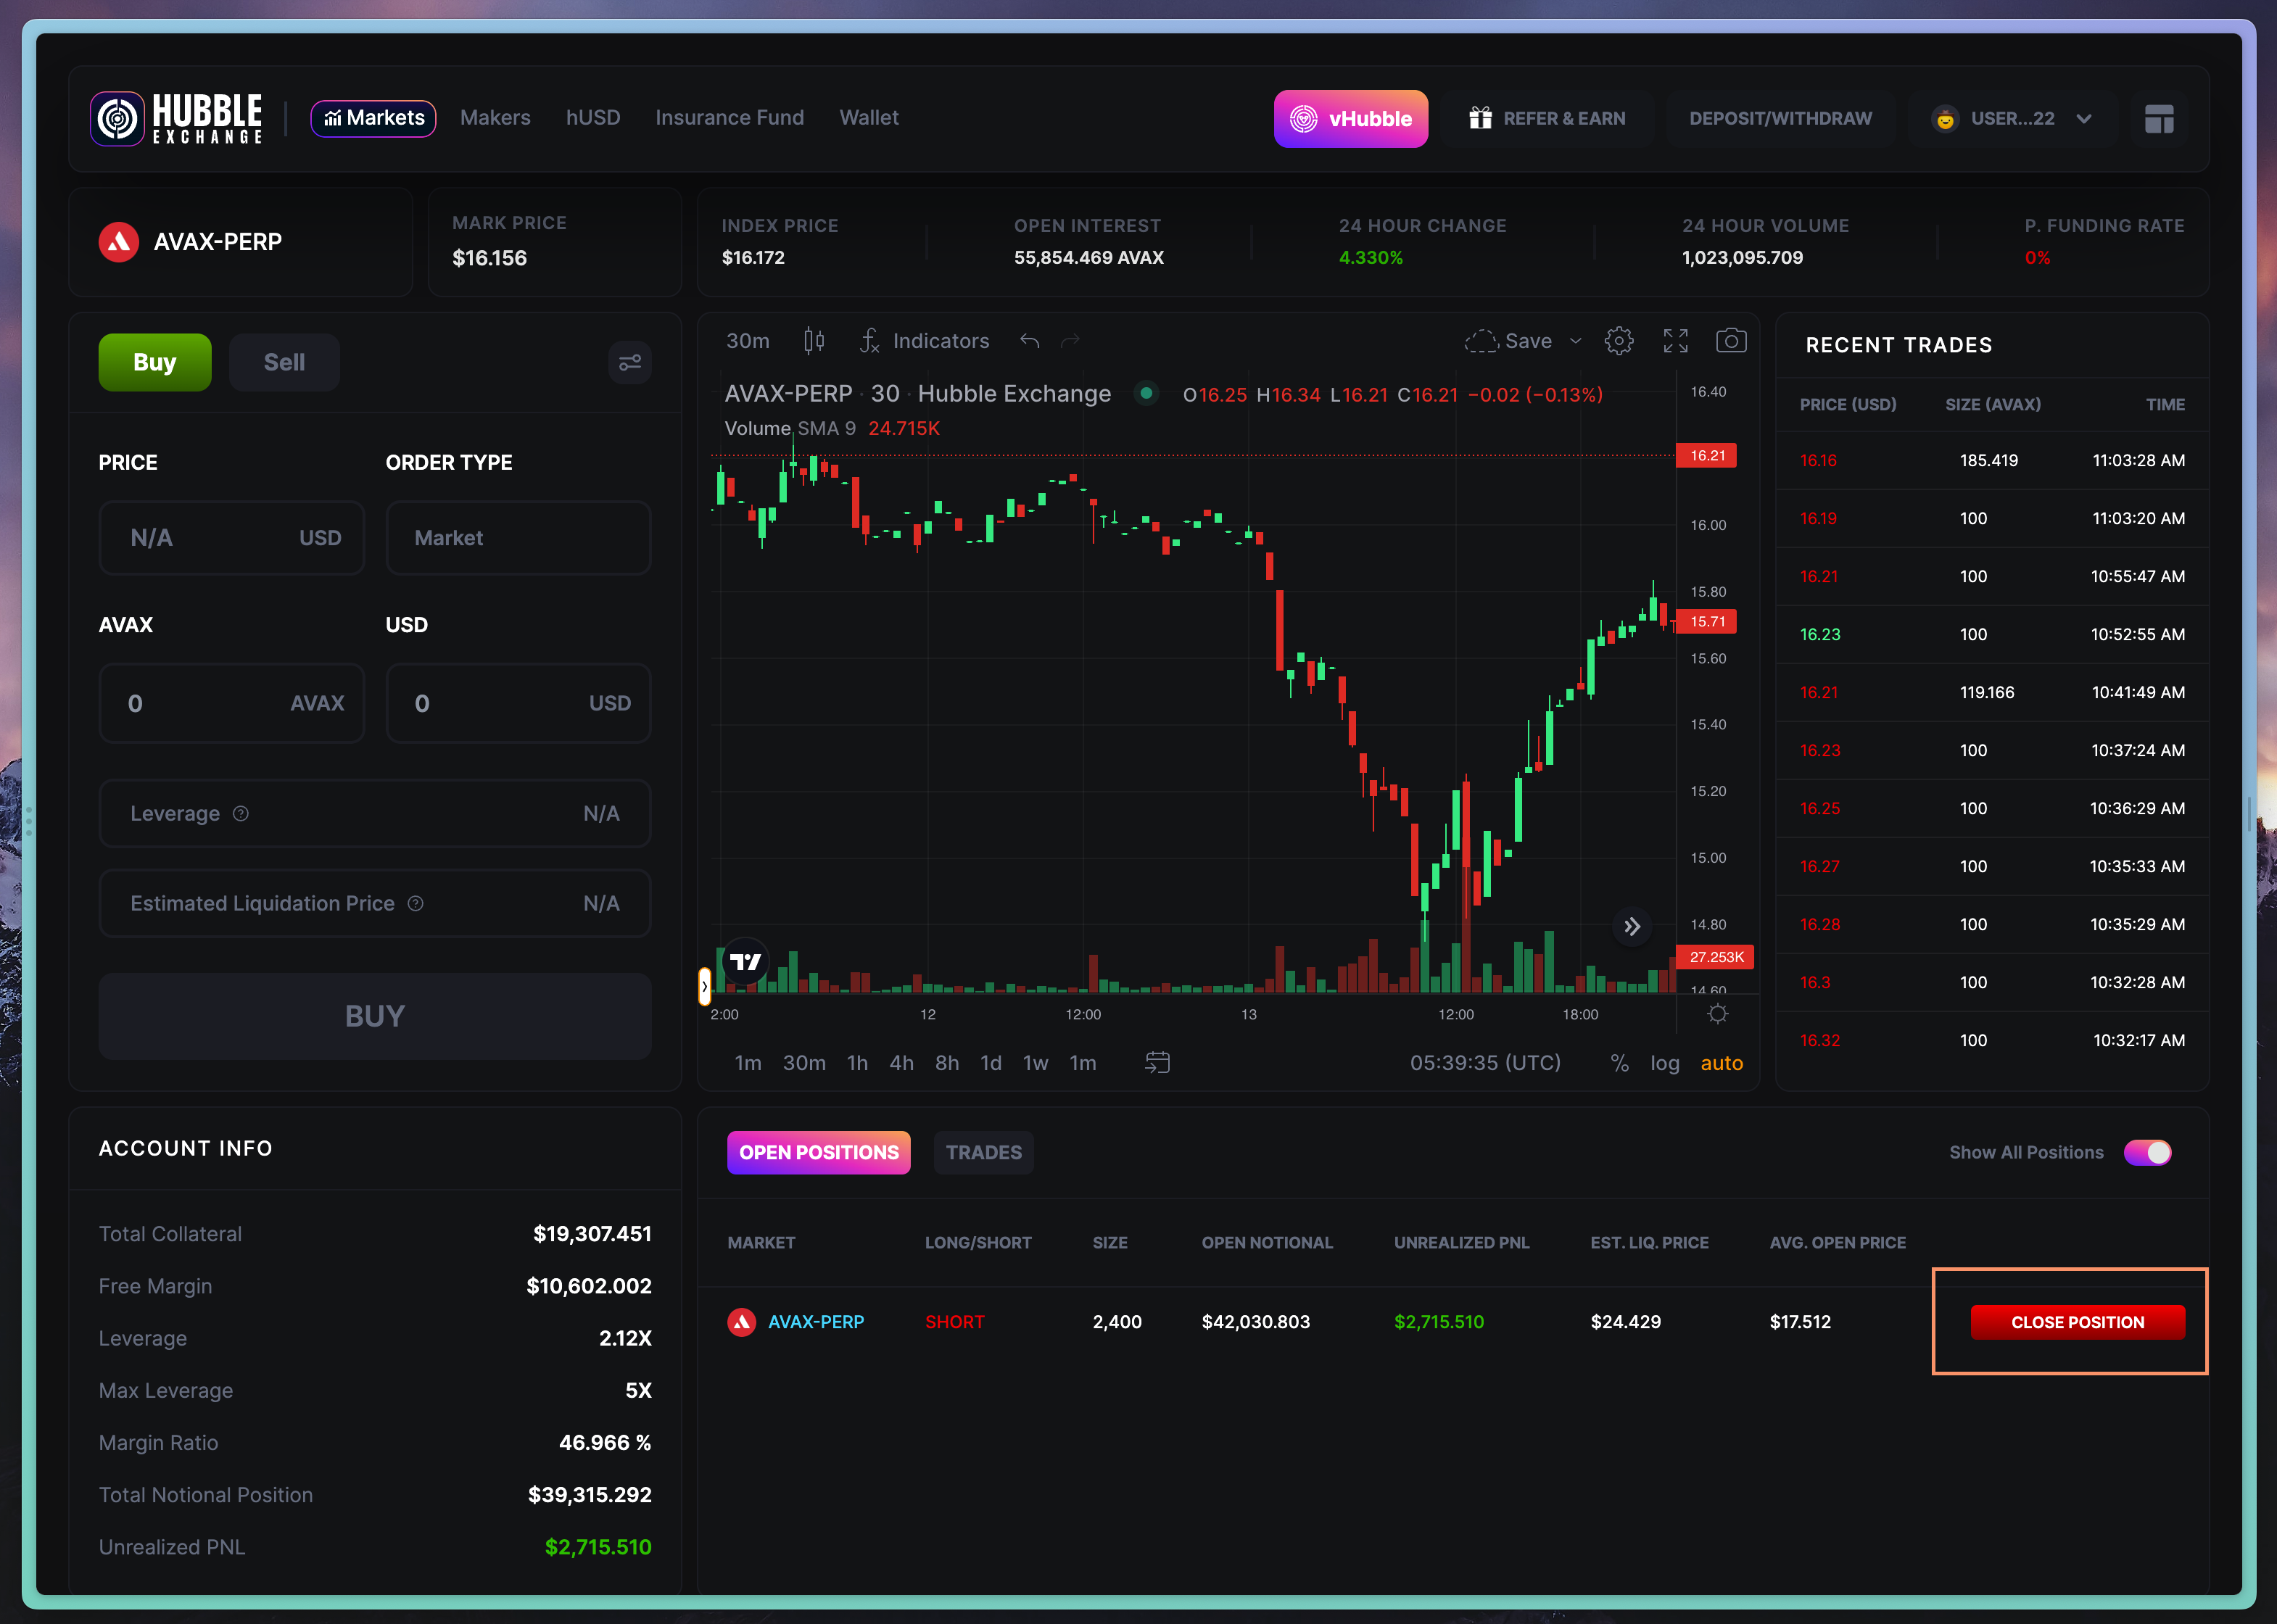 HUBBLE
EXCHANGE
Markets
Makers
hUSD
Insurance Fund
Wallet
vHubble
REFER & EARN
DEPOSIT/WITHDRAW
USER...22
AVAX-PERP
MARK PRICE
$16.156
INDEX PRICE
$16.172
OPEN INTEREST
55,854.469 AVAX
24 HOUR CHANGE
4.330%
24 HOUR VOLUME
1,023,095.709
P. FUNDING RATE
0%
Buy
Sell
PRICE
ORDER TYPE
N/A USD
Market
AVAX
USD
0 AVAX
0 USD
Leverage ? N/A
Estimated Liquidation Price ? N/A
BUY
30m
Indicators
Save
AVAX-PERP · 30 · Hubble Exchange
O16.25 H16.34 L16.21 C16.21 −0.02 (−0.13%)
Volume SMA 9 24.715K
16.40
16.21
16.00
15.80
15.71
15.60
15.40
15.20
15.00
14.80
27.253K
14.60
2:00 12 12:00 13 12:00 18:00
1m 30m 1h 4h 8h 1d 1w 1m
05:39:35 (UTC) % log auto
RECENT TRADES
PRICE (USD) SIZE (AVAX) TIME
16.16 185.419 11:03:28 AM
16.19 100 11:03:20 AM
16.21 100 10:55:47 AM
16.23 100 10:52:55 AM
16.21 119.166 10:41:49 AM
16.23 100 10:37:24 AM
16.25 100 10:36:29 AM
16.27 100 10:35:33 AM
16.28 100 10:35:29 AM
16.3 100 10:32:28 AM
16.32 100 10:32:17 AM
ACCOUNT INFO
Total Collateral $19,307.451
Free Margin $10,602.002
Leverage 2.12X
Max Leverage 5X
Margin Ratio 46.966 %
Total Notional Position $39,315.292
Unrealized PNL $2,715.510
OPEN POSITIONS
TRADES
Show All Positions
MARKET LONG/SHORT SIZE OPEN NOTIONAL UNREALIZED PNL EST. LIQ. PRICE AVG. OPEN PRICE
AVAX-PERP SHORT 2,400 $42,030.803 $2,715.510 $24.429 $17.512 CLOSE POSITION